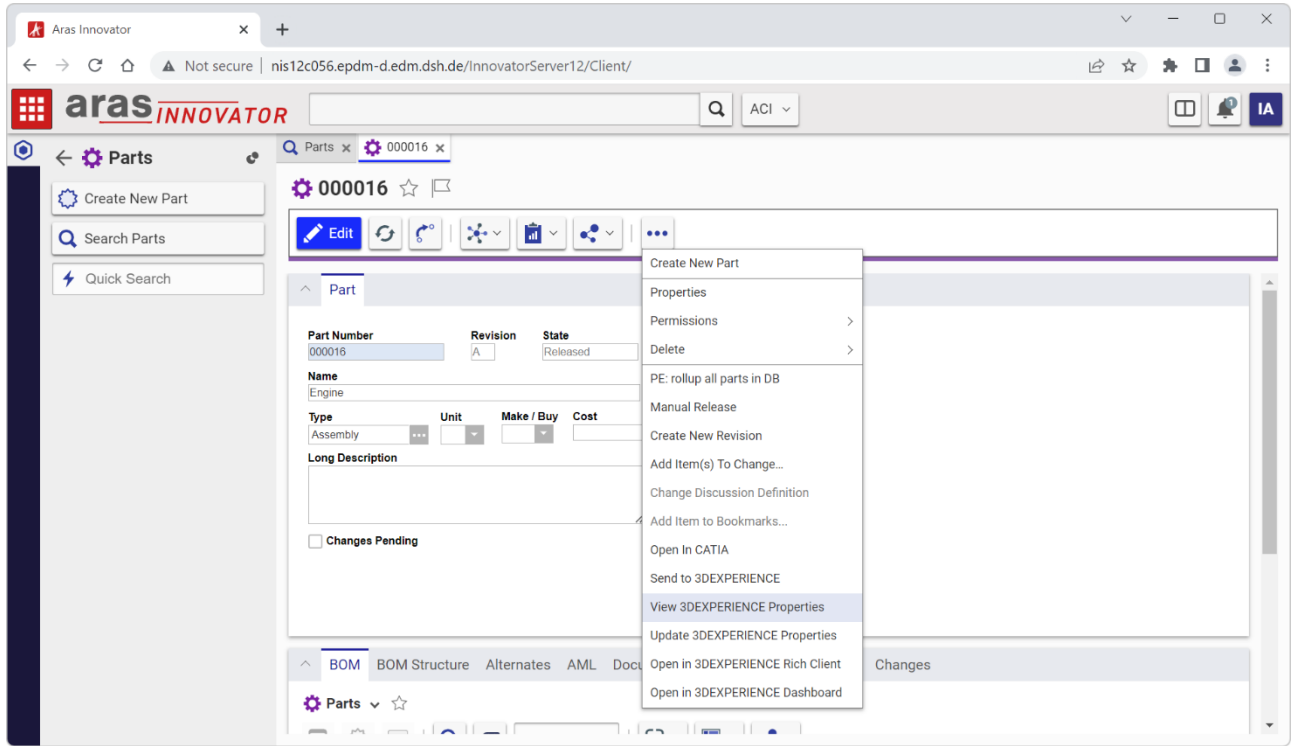 Aras Innovator
Not secure nis12c056.epdm-d.edm.dsh.de/InnovatorServer12/Client/
aras INNOVATOR
ACI
IA
Parts
Create New Part
Search Parts
Quick Search
Parts
000016
000016
Edit
Create New Part
Properties
Permissions
Delete
PE: rollup all parts in DB
Manual Release
Create New Revision
Add Item(s) To Change...
Change Discussion Definition
Add Item to Bookmarks...
Open In CATIA
Send to 3DEXPERIENCE
View 3DEXPERIENCE Properties
Update 3DEXPERIENCE Properties
Open in 3DEXPERIENCE Rich Client
Open in 3DEXPERIENCE Dashboard
Part
Part Number Revision State
000016 A Released
Name
Engine
Type Unit Make / Buy Cost
Assembly
Long Description
Changes Pending
BOM BOM Structure Alternates AML Changes
Parts